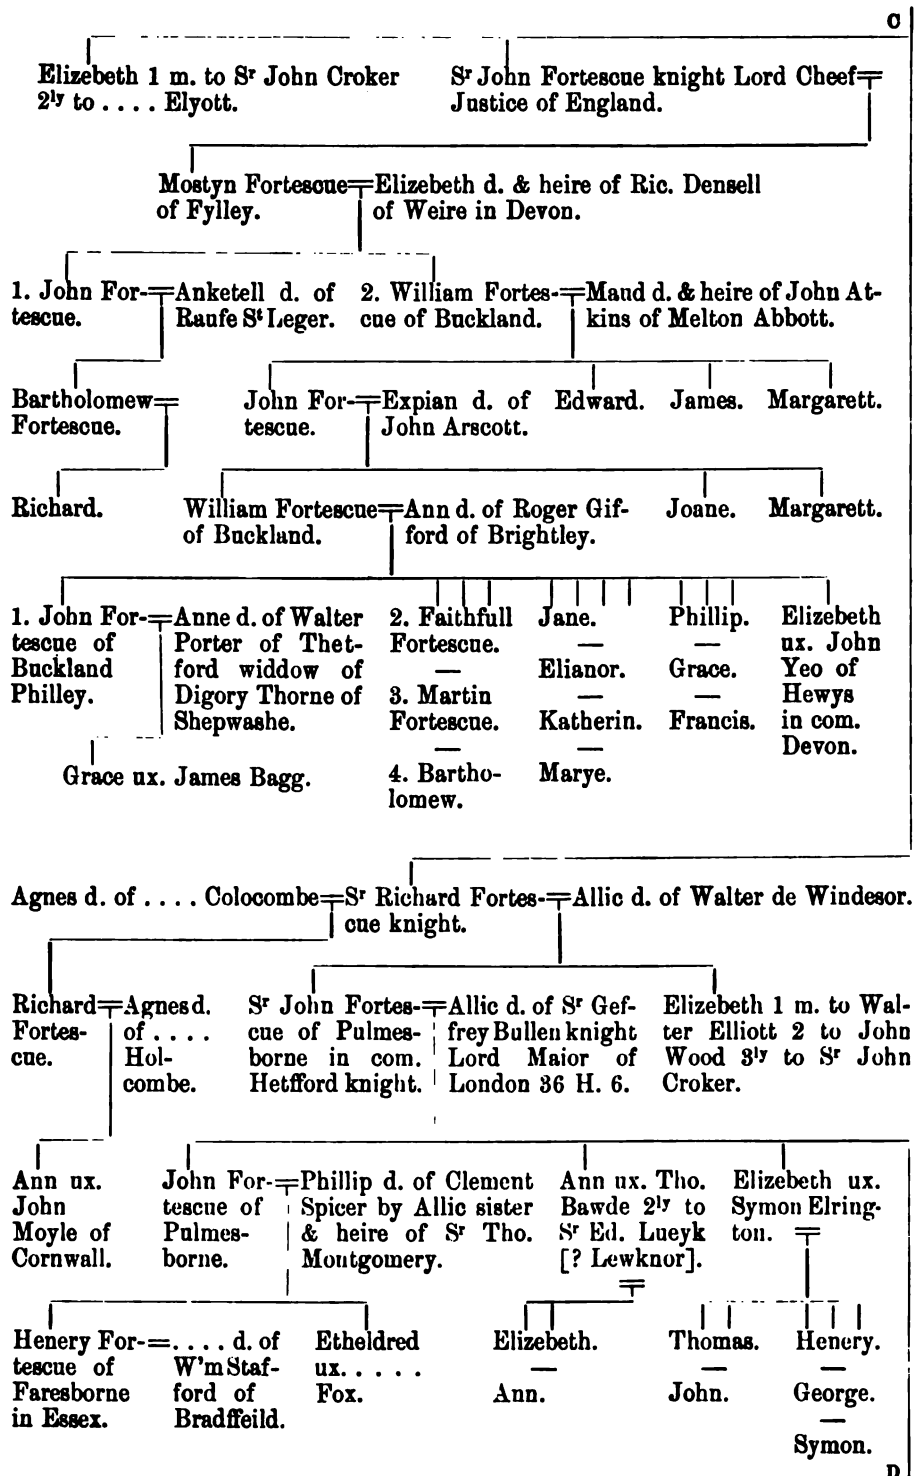 C
Elizebeth 1 m. to Sʳ John Croker
2ˡʸ to . . . . Elyott.
Sʳ John Fortescue knight Lord Cheef
Justice of England.
Mostyn Fortescue
of Fylley.
Elizebeth d. & heire of Ric. Densell
of Weire in Devon.
1. John For-
tescue.
Anketell d. of
Raufe Sᵗ Leger.
2. William Fortes-
cue of Buckland.
Maud d. & heire of John At-
kins of Melton Abbott.
Bartholomew
Fortescue.
John For-
tescue.
Expian d. of
John Arscott.
Edward.
James.
Margarett.
Richard.
William Fortescue
of Buckland.
Ann d. of Roger Gif-
ford of Brightley.
Joane.
Margarett.
1. John For-
tescue of
Buckland
Philley.
Anne d. of Walter
Porter of Thet-
ford widdow of
Digory Thorne of
Shepwashe.
2. Faithfull
Fortescue.
—
3. Martin
Fortescue.
—
4. Bartho-
lomew.
Jane.
—
Elianor.
—
Katherin.
—
Marye.
Phillip.
—
Grace.
—
Francis.
Elizebeth
ux. John
Yeo of
Hewys
in com.
Devon.
Grace ux. James Bagg.
Agnes d. of . . . . Colocombe
Sʳ Richard Fortes-
cue knight.
Allic d. of Walter de Windesor.
Richard
Fortes-
cue.
Agnes d.
of . . . .
Hol-
combe.
Sʳ John Fortes-
cue of Pulmes-
borne in com.
Hetfford knight.
Allic d. of Sʳ Gef-
frey Bullen knight
Lord Maior of
London 36 H. 6.
Elizebeth 1 m. to Wal-
ter Elliott 2 to John
Wood 3ˡʸ to Sʳ John
Croker.
Ann ux.
John
Moyle of
Cornwall.
John For-
tescue of
Pulmes-
borne.
Phillip d. of Clement
Spicer by Allic sister
& heire of Sʳ Tho.
Montgomery.
Ann ux. Tho.
Bawde 2ˡʸ to
Sʳ Ed. Lueyk
[? Lewknor].
Elizebeth ux.
Symon Elring-
ton.
Henery For-
tescue of
Faresborne
in Essex.
. . . . d. of
W'm Staf-
ford of
Bradffeild.
Etheldred
ux. . . . .
Fox.
Elizebeth.
—
Ann.
Thomas.
—
John.
Henery.
—
George.
—
Symon.
D